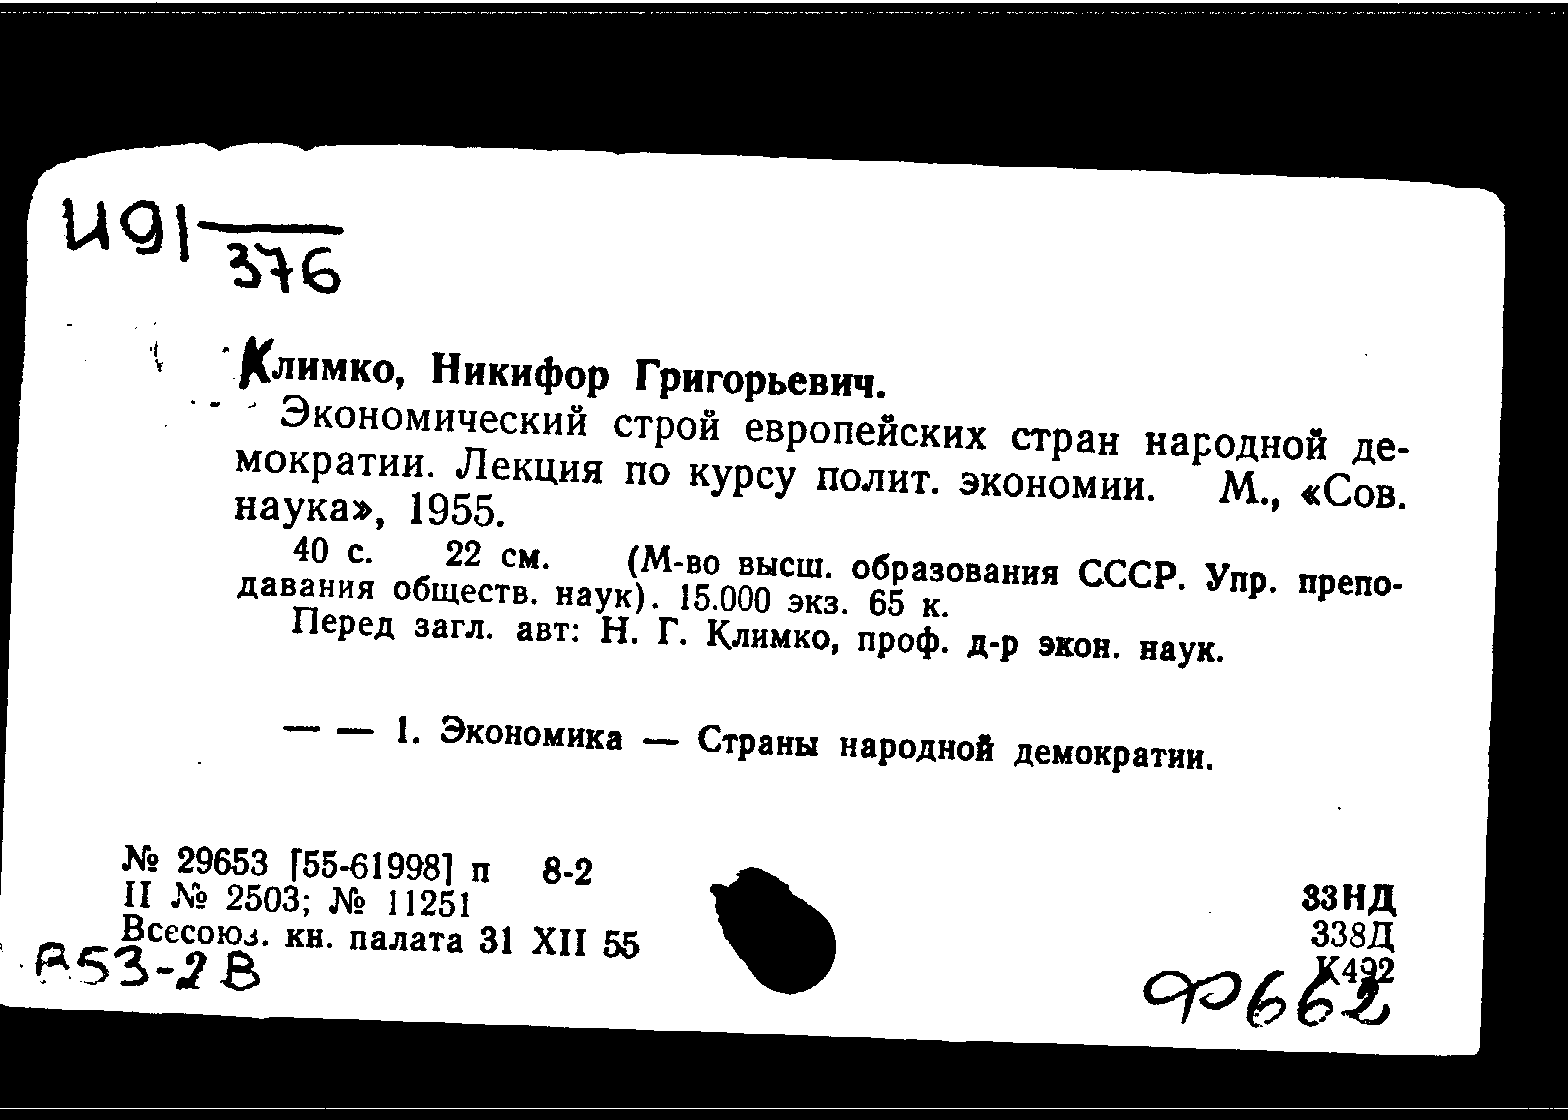 И91
376
Климко, Никифор Григорьевич.
Экономический строй европейских стран народной де-
мократии. Лекция по курсу полит. экономии. М., «Сов.
наука», 1955.
40 с. 22 см. (М-во высш. образования СССР. Упр. препо-
давания обществ. наук). 15.000 экз. 65 к.
Перед загл. авт: Н. Г. Климко, проф. д-р экон. наук.
— — 1. Экономика — Страны народной демократии.
№ 29653 [55-61998] п 8-2
II № 2503; № 11251
Всесоюз. кн. палата 31 XII 55
33НД
338Д
К492
В53-2В
Ф662